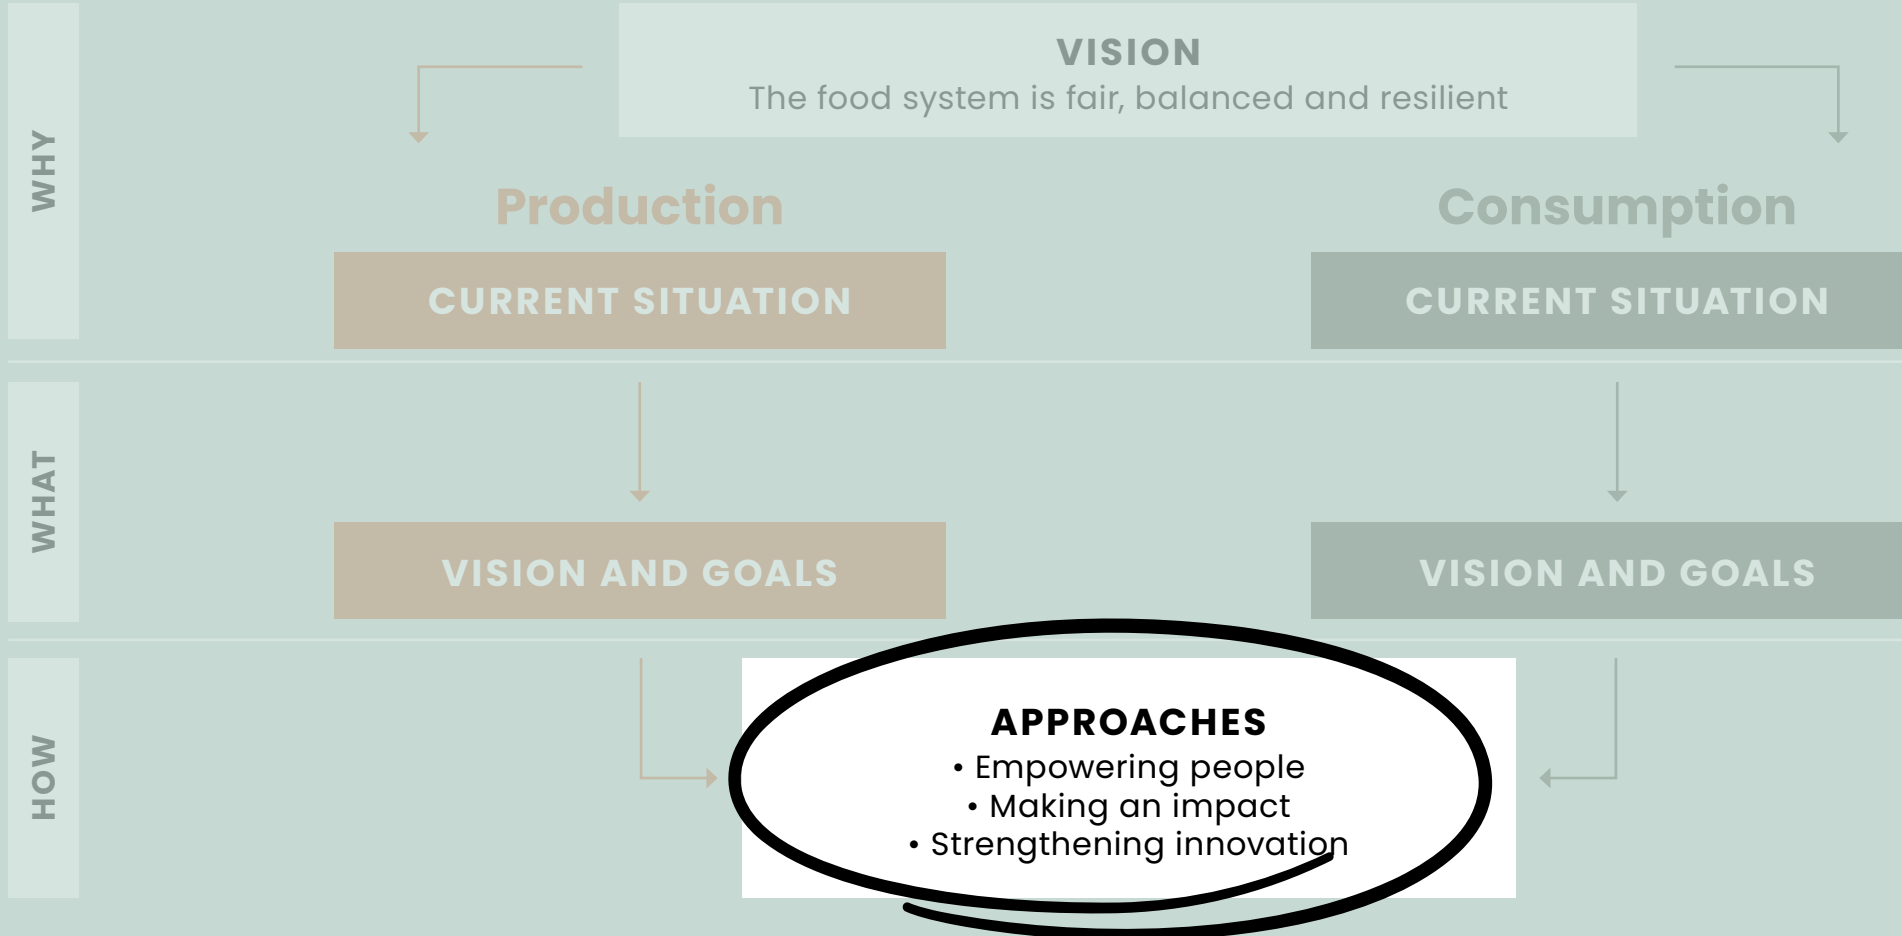 WHY
VISION
The food system is fair, balanced and resilient
Production
Consumption
CURRENT SITUATION
CURRENT SITUATION
WHAT
VISION AND GOALS
VISION AND GOALS
HOW
APPROACHES
• Empowering people
• Making an impact
• Strengthening innovation